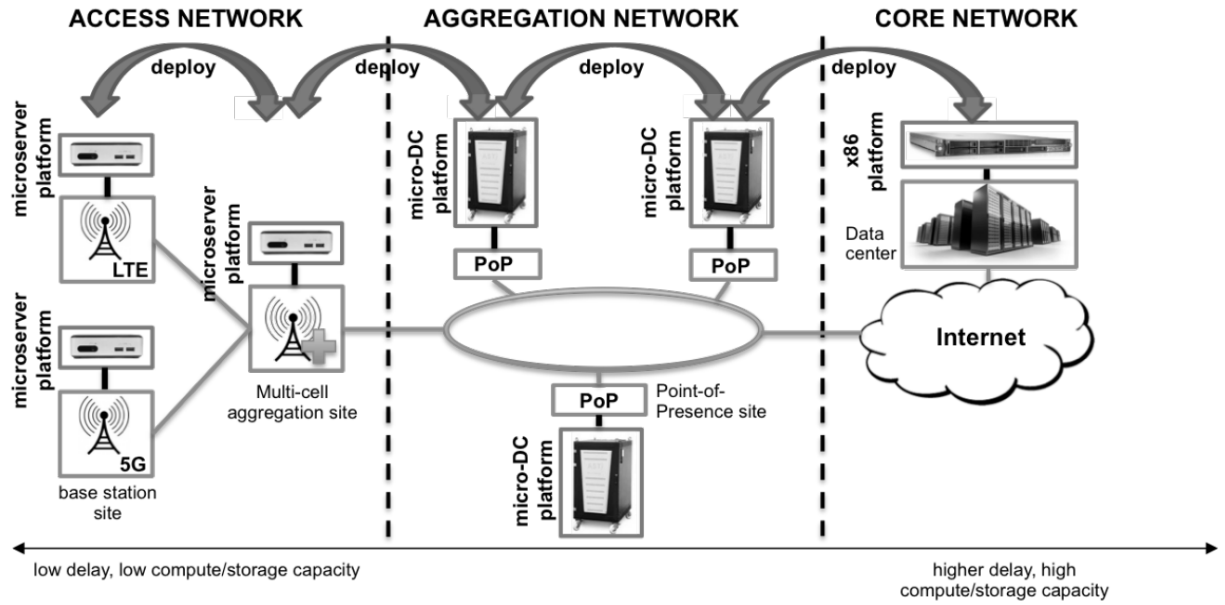 ACCESS NETWORK
AGGREGATION NETWORK
CORE NETWORK
deploy
deploy
deploy
deploy
microserver
platform
LTE
microserver
platform
5G
base station
site
microserver
platform
Multi-cell
aggregation site
micro-DC
platform
PoP
micro-DC
platform
PoP
PoP
Point-of-
Presence site
micro-DC
platform
x86
platform
Data
center
Internet
low delay, low compute/storage capacity
higher delay, high
compute/storage capacity